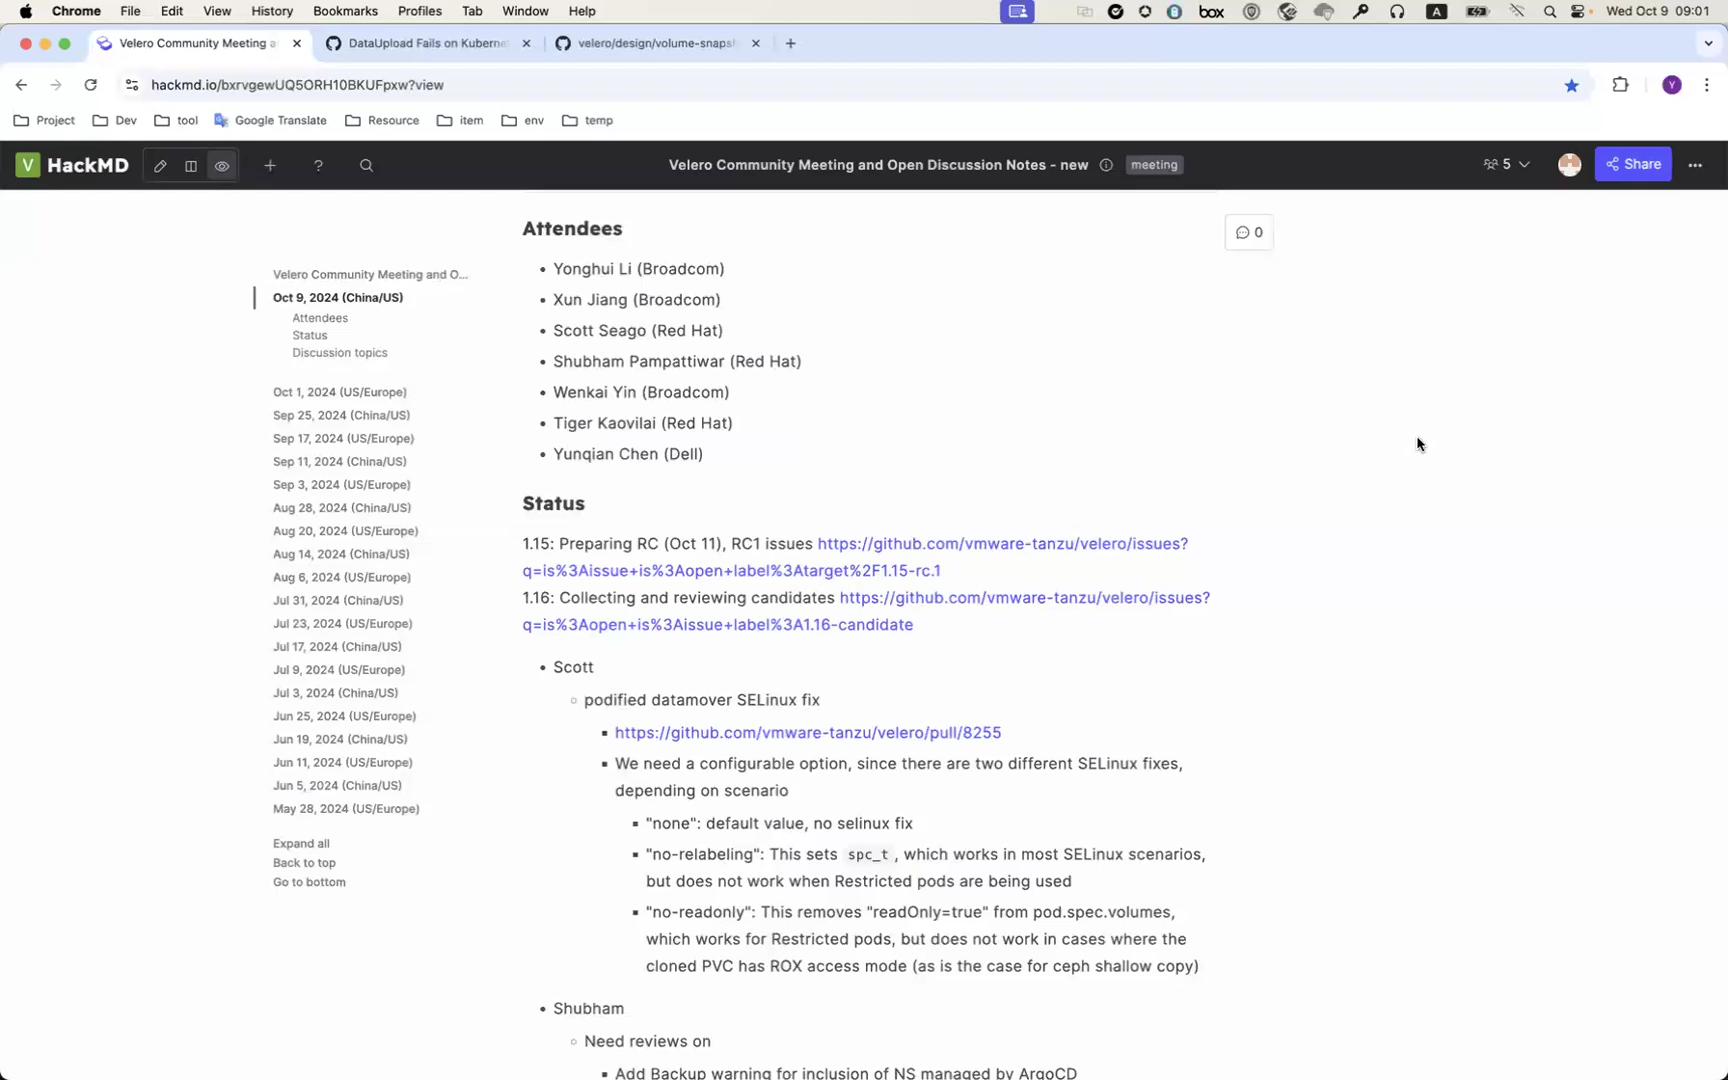 Chrome File Edit View History Bookmarks Profiles Tab Window Help box A Wed Oct 9 09:01
Velero Community Meeting a DataUpload Fails on Kuberne velero/design/volume-snaps
hackmd.io/bxrvgewUQ5ORH10BKUFpxw?view Y
Project Dev tool Google Translate Resource item env temp
V HackMD + ? Velero Community Meeting and Open Discussion Notes - new meeting 5 Share
Attendees
0
Velero Community Meeting and O...
Oct 9, 2024 (China/US)
Attendees
Status
Discussion topics
Oct 1, 2024 (US/Europe)
Sep 25, 2024 (China/US)
Sep 17, 2024 (US/Europe)
Sep 11, 2024 (China/US)
Sep 3, 2024 (US/Europe)
Aug 28, 2024 (China/US)
Aug 20, 2024 (US/Europe)
Aug 14, 2024 (China/US)
Aug 6, 2024 (US/Europe)
Jul 31, 2024 (China/US)
Jul 23, 2024 (US/Europe)
Jul 17, 2024 (China/US)
Jul 9, 2024 (US/Europe)
Jul 3, 2024 (China/US)
Jun 25, 2024 (US/Europe)
Jun 19, 2024 (China/US)
Jun 11, 2024 (US/Europe)
Jun 5, 2024 (China/US)
May 28, 2024 (US/Europe)
Expand all
Back to top
Go to bottom
• Yonghui Li (Broadcom)
• Xun Jiang (Broadcom)
• Scott Seago (Red Hat)
• Shubham Pampattiwar (Red Hat)
• Wenkai Yin (Broadcom)
• Tiger Kaovilai (Red Hat)
• Yunqian Chen (Dell)
Status
1.15: Preparing RC (Oct 11), RC1 issues https://github.com/vmware-tanzu/velero/issues?
q=is%3Aissue+is%3Aopen+label%3Atarget%2F1.15-rc.1
1.16: Collecting and reviewing candidates https://github.com/vmware-tanzu/velero/issues?
q=is%3Aopen+is%3Aissue+label%3A1.16-candidate
• Scott
◦ podified datamover SELinux fix
▪ https://github.com/vmware-tanzu/velero/pull/8255
▪ We need a configurable option, since there are two different SELinux fixes,
depending on scenario
▪ "none": default value, no selinux fix
▪ "no-relabeling": This sets spc_t, which works in most SELinux scenarios,
but does not work when Restricted pods are being used
▪ "no-readonly": This removes "readOnly=true" from pod.spec.volumes,
which works for Restricted pods, but does not work in cases where the
cloned PVC has ROX access mode (as is the case for ceph shallow copy)
• Shubham
◦ Need reviews on
▪ Add Backup warning for inclusion of NS managed by ArgoCD